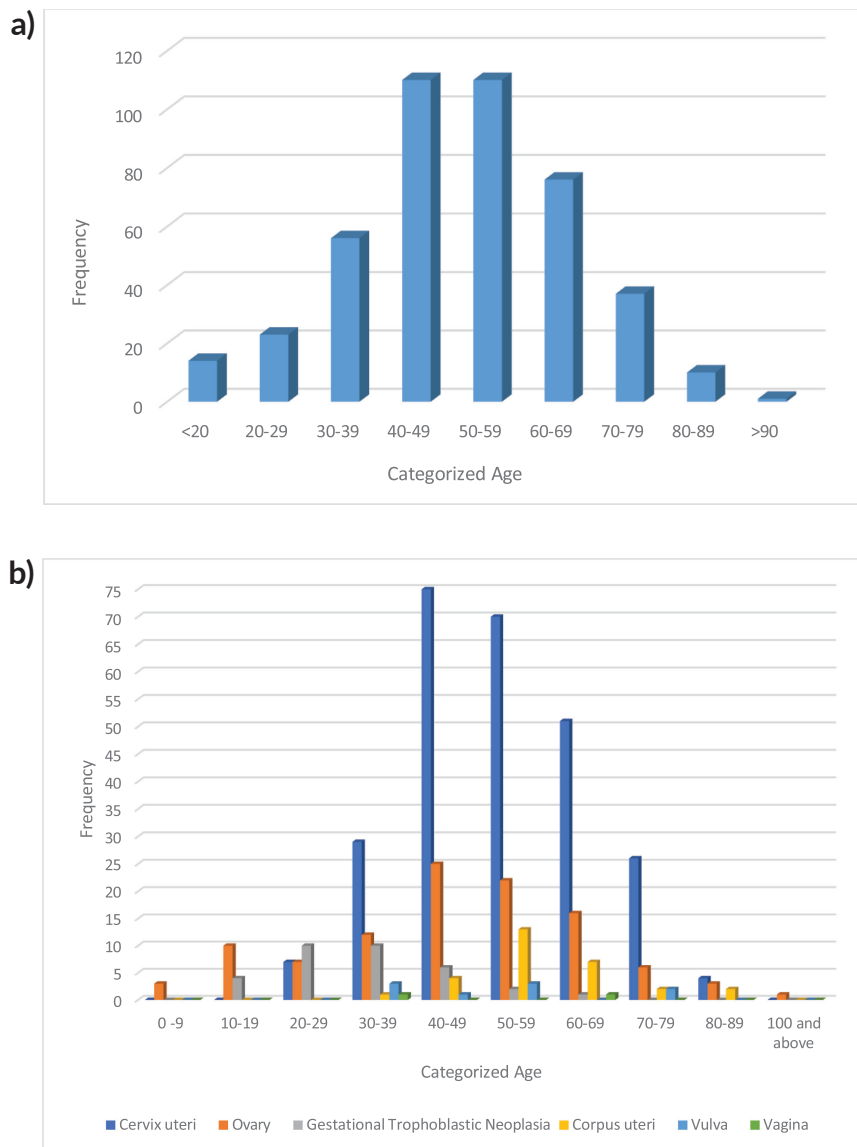 a)
120
100
80
60
40
20
0
Frequency
<20 20-29 30-39 40-49 50-59 60-69 70-79 80-89 >90
Categorized Age
b)
75
70
65
60
55
50
45
40
35
30
25
20
15
10
5
0
Frequency
0 -9 10-19 20-29 30-39 40-49 50-59 60-69 70-79 80-89 100 and
above
Categorized Age
Cervix uteri Ovary Gestational Trophoblastic Neoplasia Corpus uteri Vulva Vagina